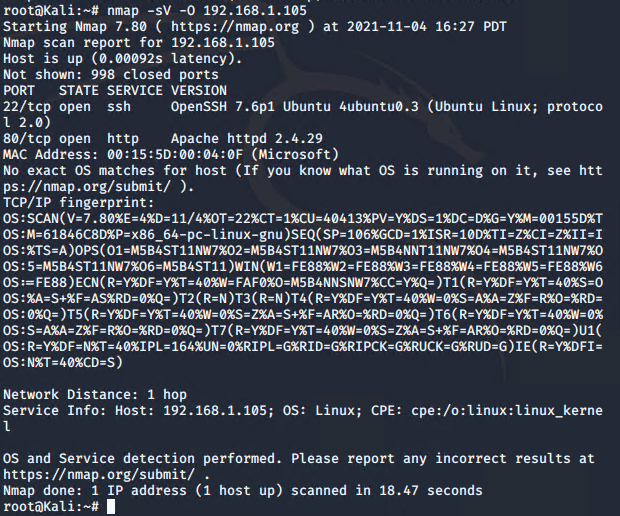 root@Kali:~# nmap -sV -O 192.168.1.105
Starting Nmap 7.80 ( https://nmap.org ) at 2021-11-04 16:27 PDT
Nmap scan report for 192.168.1.105
Host is up (0.00092s latency).
Not shown: 998 closed ports
PORT   STATE SERVICE VERSION
22/tcp open  ssh     OpenSSH 7.6p1 Ubuntu 4ubuntu0.3 (Ubuntu Linux; protoco
l 2.0)
80/tcp open  http    Apache httpd 2.4.29
MAC Address: 00:15:5D:00:04:0F (Microsoft)
No exact OS matches for host (If you know what OS is running on it, see htt
ps://nmap.org/submit/ ).
TCP/IP fingerprint:
OS:SCAN(V=7.80%E=4%D=11/4%OT=22%CT=1%CU=40413%PV=Y%DS=1%DC=D%G=Y%M=00155D%T
OS:M=61846C8D%P=x86_64-pc-linux-gnu)SEQ(SP=106%GCD=1%ISR=10D%TI=Z%CI=Z%II=I
OS:%TS=A)OPS(O1=M5B4ST11NW7%O2=M5B4ST11NW7%O3=M5B4NNT11NW7%O4=M5B4ST11NW7%O
OS:5=M5B4ST11NW7%O6=M5B4ST11)WIN(W1=FE88%W2=FE88%W3=FE88%W4=FE88%W5=FE88%W6
OS:=FE88)ECN(R=Y%DF=Y%T=40%W=FAF0%O=M5B4NNSNW7%CC=Y%Q=)T1(R=Y%DF=Y%T=40%S=O
OS:%A=S+%F=AS%RD=0%Q=)T2(R=N)T3(R=N)T4(R=Y%DF=Y%T=40%W=0%S=A%A=Z%F=R%O=%RD=
OS:0%Q=)T5(R=Y%DF=Y%T=40%W=0%S=Z%A=S+%F=AR%O=%RD=0%Q=)T6(R=Y%DF=Y%T=40%W=0%
OS:S=A%A=Z%F=R%O=%RD=0%Q=)T7(R=Y%DF=Y%T=40%W=0%S=Z%A=S+%F=AR%O=%RD=0%Q=)U1(
OS:R=Y%DF=N%T=40%IPL=164%UN=0%RIPL=G%RID=G%RIPCK=G%RUCK=G%RUD=G)IE(R=Y%DFI=
OS:N%T=40%CD=S)
Network Distance: 1 hop
Service Info: Host: 192.168.1.105; OS: Linux; CPE: cpe:/o:linux:linux_kerne
l
OS and Service detection performed. Please report any incorrect results at
https://nmap.org/submit/ .
Nmap done: 1 IP address (1 host up) scanned in 18.47 seconds
root@Kali:~#